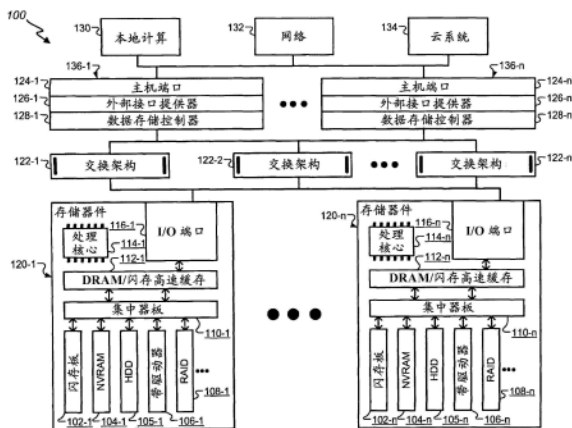 100
130
本地计算
132
网络
134
云系统
136-1
136-n
124-1
主机端口
主机端口
124-n
126-1
外部接口提供器
外部接口提供器
126-n
128-1
数据存储控制器
数据存储控制器
128-n
122-1
交换架构
122-2
交换架构
交换架构
122-n
存储器件
116-1
I/O 端口
处理
核心
114-1
112-1
120-1
DRAM/闪存高速缓存
集中器板
110-1
闪存板
NVRAM
HDD
带驱动器
RAID
108-1
102-1
104-1
105-1
106-1
存储器件
120-n
116-n
I/O 端口
处理
核心
114-n
112-n
DRAM/闪存高速缓存
集中器板
110-n
闪存板
NVRAM
HDD
带驱动器
RAID
108-n
102-n
104-n
105-n
106-n